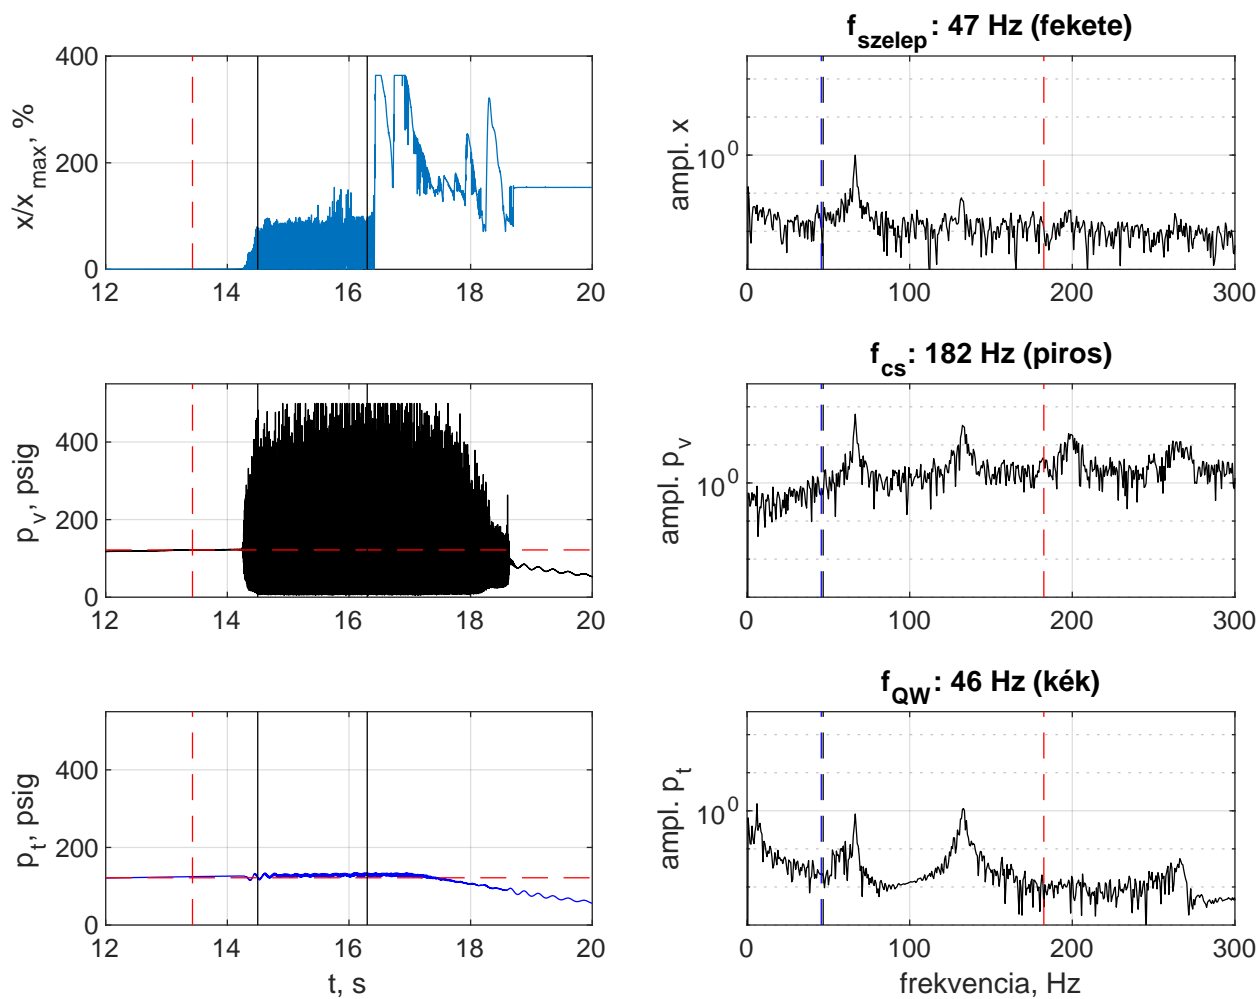 f_szelep: 47 Hz (fekete)
400
200
0
x/x_max, %
12 14 16 18 20
ampl. x
10^0
0 100 200 300
f_cs: 182 Hz (piros)
400
200
0
p_v, psig
12 14 16 18 20
ampl. p_v
10^0
0 100 200 300
f_QW: 46 Hz (kék)
400
200
0
p_t, psig
12 14 16 18 20
t, s
ampl. p_t
10^0
0 100 200 300
frekvencia, Hz